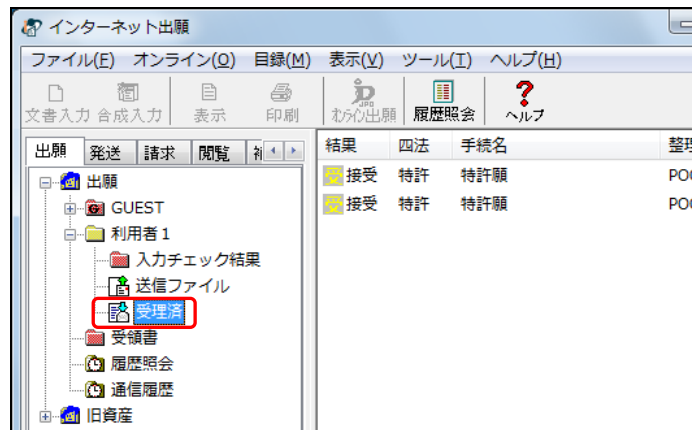 インターネット出願
ファイル(F) オンライン(O) 目録(M) 表示(V) ツール(T) ヘルプ(H)
文書入力 合成入力 表示 印刷 JPO 出願 履歴照会 ヘルプ
出願 発送 請求 閲覧
結果 四法 手続名
受 接受 特許 特許願
受 接受 特許 特許願
出願
GUEST
利用者1
入力チェック結果
送信ファイル
受理済
受領書
履歴照会
通信履歴
旧資産